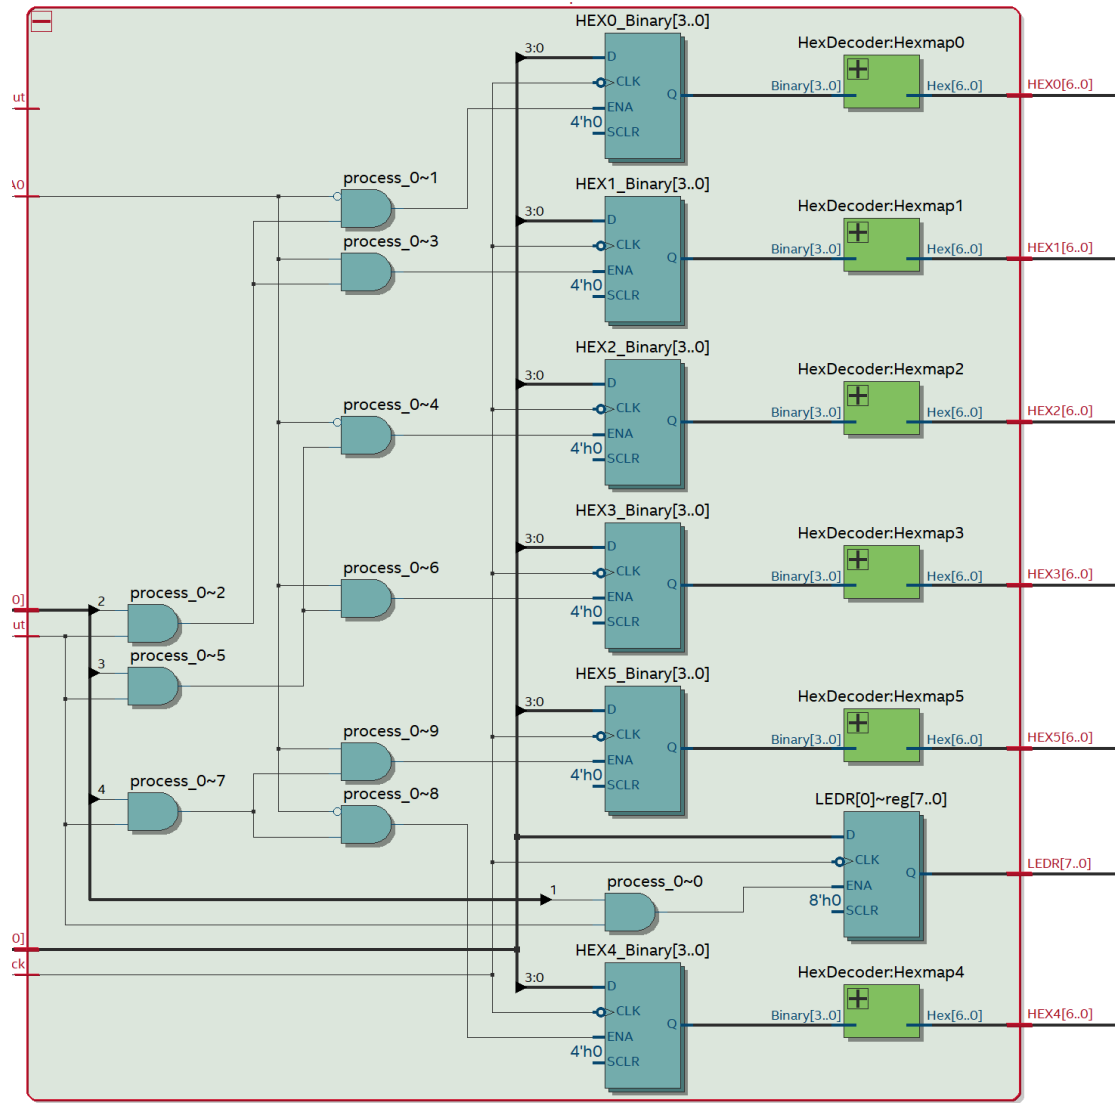 HEX0_Binary[3..0]
3:0
D
CLK
ENA
4'h0
SCLR
Q
HexDecoder:Hexmap0
Binary[3..0]
Hex[6..0]
HEX0[6..0]
ut
A0
process_0~1
HEX1_Binary[3..0]
3:0
D
CLK
ENA
4'h0
SCLR
Q
HexDecoder:Hexmap1
Binary[3..0]
Hex[6..0]
HEX1[6..0]
process_0~3
HEX2_Binary[3..0]
3:0
D
CLK
ENA
4'h0
SCLR
Q
HexDecoder:Hexmap2
Binary[3..0]
Hex[6..0]
HEX2[6..0]
process_0~4
HEX3_Binary[3..0]
3:0
D
CLK
ENA
4'h0
SCLR
Q
HexDecoder:Hexmap3
Binary[3..0]
Hex[6..0]
HEX3[6..0]
process_0~6
0]
ut
2
process_0~2
3
process_0~5
HEX5_Binary[3..0]
3:0
D
CLK
ENA
4'h0
SCLR
Q
HexDecoder:Hexmap5
Binary[3..0]
Hex[6..0]
HEX5[6..0]
process_0~9
4
process_0~7
process_0~8
LEDR[0]~reg[7..0]
D
CLK
ENA
8'h0
SCLR
Q
LEDR[7..0]
1
process_0~0
0]
ck
HEX4_Binary[3..0]
3:0
D
CLK
ENA
4'h0
SCLR
Q
HexDecoder:Hexmap4
Binary[3..0]
Hex[6..0]
HEX4[6..0]